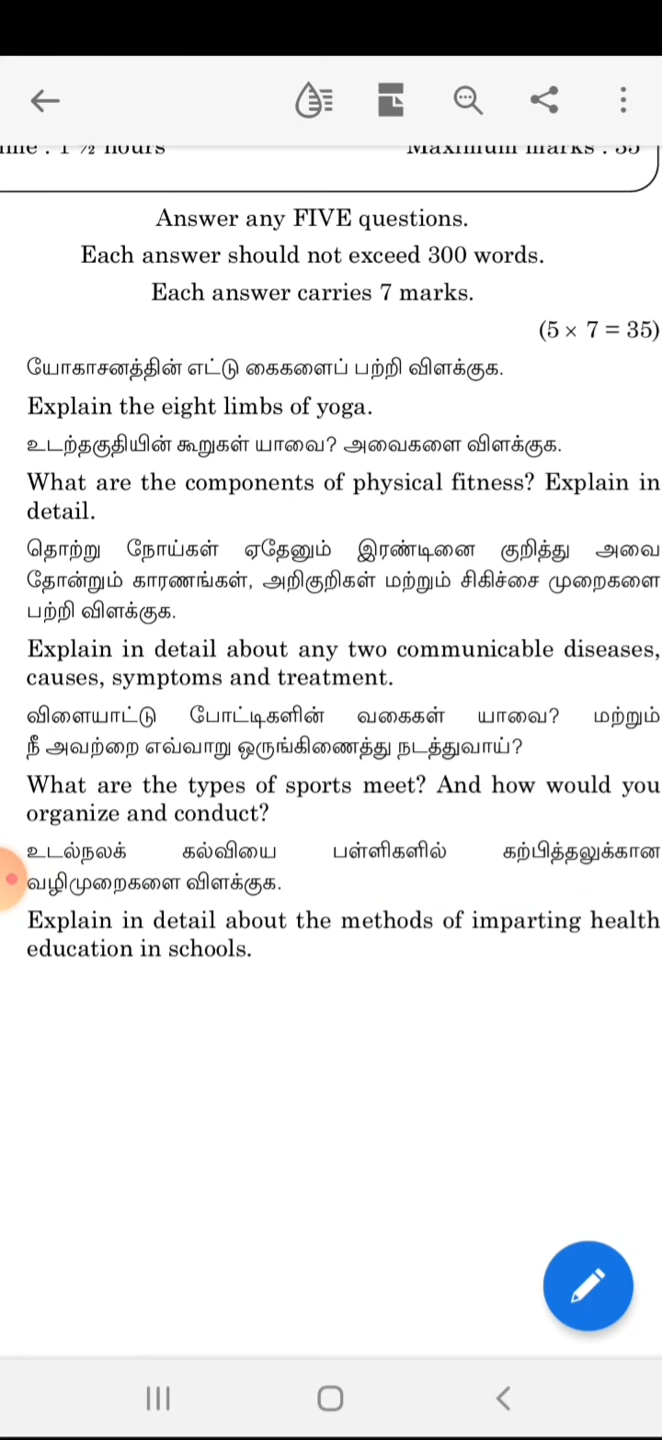 Answer any FIVE questions.
Each answer should not exceed 300 words.
Each answer carries 7 marks.
(5 × 7 = 35)
யோகாசனத்தின் எட்டு கைகளைப் பற்றி விளக்குக.
Explain the eight limbs of yoga.
உடற்தகுதியின் கூறுகள் யாவை? அவைகளை விளக்குக.
What are the components of physical fitness? Explain in
detail.
தொற்று நோய்கள் ஏதேனும் இரண்டினை குறித்து அவை
தோன்றும் காரணங்கள், அறிகுறிகள் மற்றும் சிகிச்சை முறைகளை
பற்றி விளக்குக.
Explain in detail about any two communicable diseases,
causes, symptoms and treatment.
விளையாட்டு போட்டிகளின் வகைகள் யாவை? மற்றும்
நீ அவற்றை எவ்வாறு ஒருங்கிணைத்து நடத்துவாய்?
What are the types of sports meet? And how would you
organize and conduct?
உடல்நலக் கல்வியை பள்ளிகளில் கற்பித்தலுக்கான
வழிமுறைகளை விளக்குக.
Explain in detail about the methods of imparting health
education in schools.